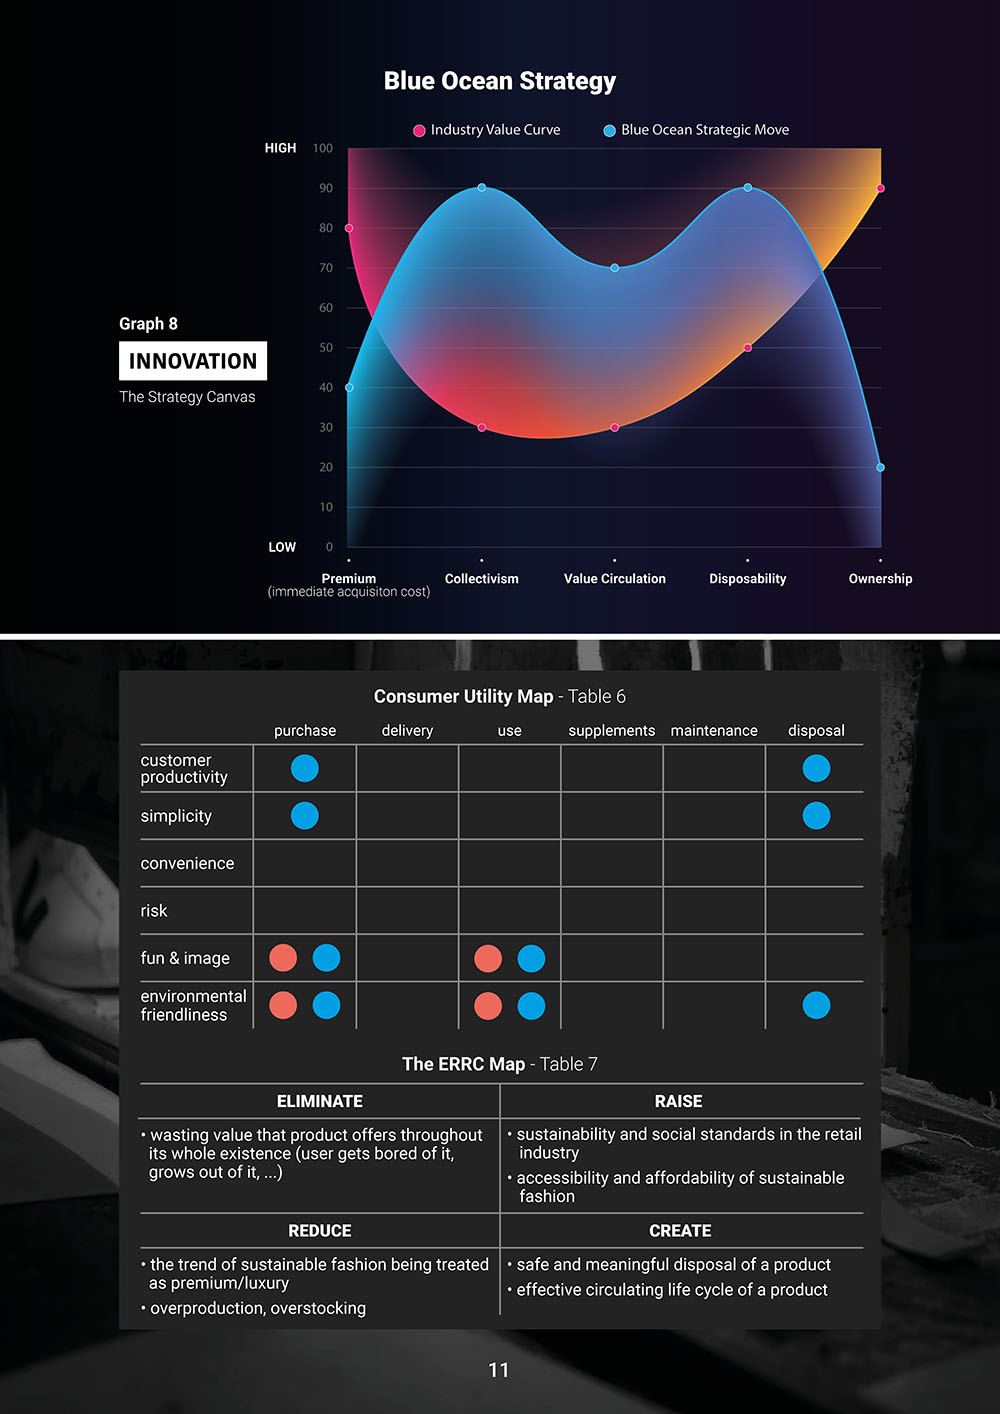 Blue Ocean Strategy
Industry Value Curve
Blue Ocean Strategic Move
HIGH
100
90
80
70
60
50
40
30
20
10
LOW
0
Graph 8
INNOVATION
The Strategy Canvas
Premium
(immediate acquisiton cost)
Collectivism
Value Circulation
Disposability
Ownership
Consumer Utility Map - Table 6
purchase
delivery
use
supplements
maintenance
disposal
customer
productivity
simplicity
convenience
risk
fun & image
environmental
friendliness
The ERRC Map - Table 7
ELIMINATE
• wasting value that product offers throughout
its whole existence (user gets bored of it,
grows out of it, ...)
RAISE
• sustainability and social standards in the retail
industry
• accessibility and affordability of sustainable
fashion
REDUCE
• the trend of sustainable fashion being treated
as premium/luxury
• overproduction, overstocking
CREATE
• safe and meaningful disposal of a product
• effective circulating life cycle of a product
11